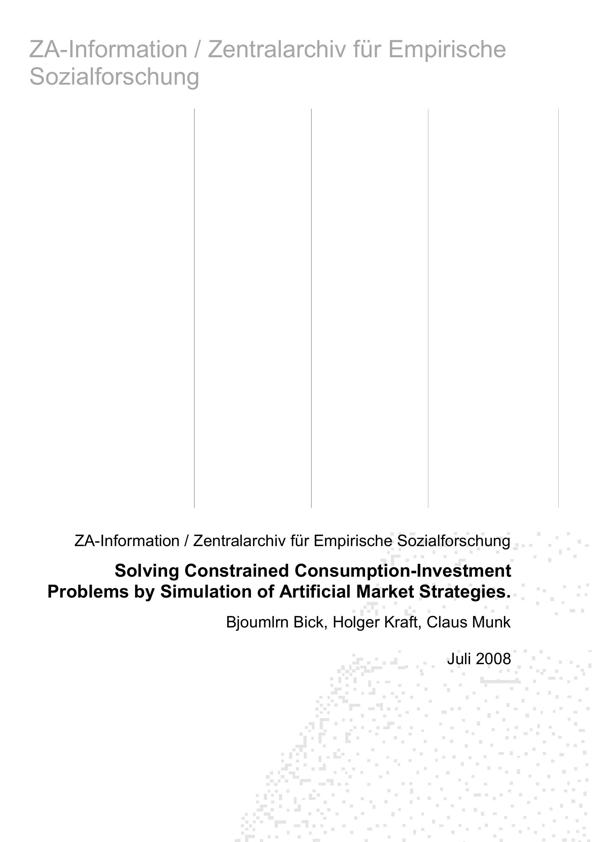 ZA-Information / Zentralarchiv für Empirische
Sozialforschung
ZA-Information / Zentralarchiv für Empirische Sozialforschung
Solving Constrained Consumption-Investment
Problems by Simulation of Artificial Market Strategies.
Bjoumlrn Bick, Holger Kraft, Claus Munk
Juli 2008